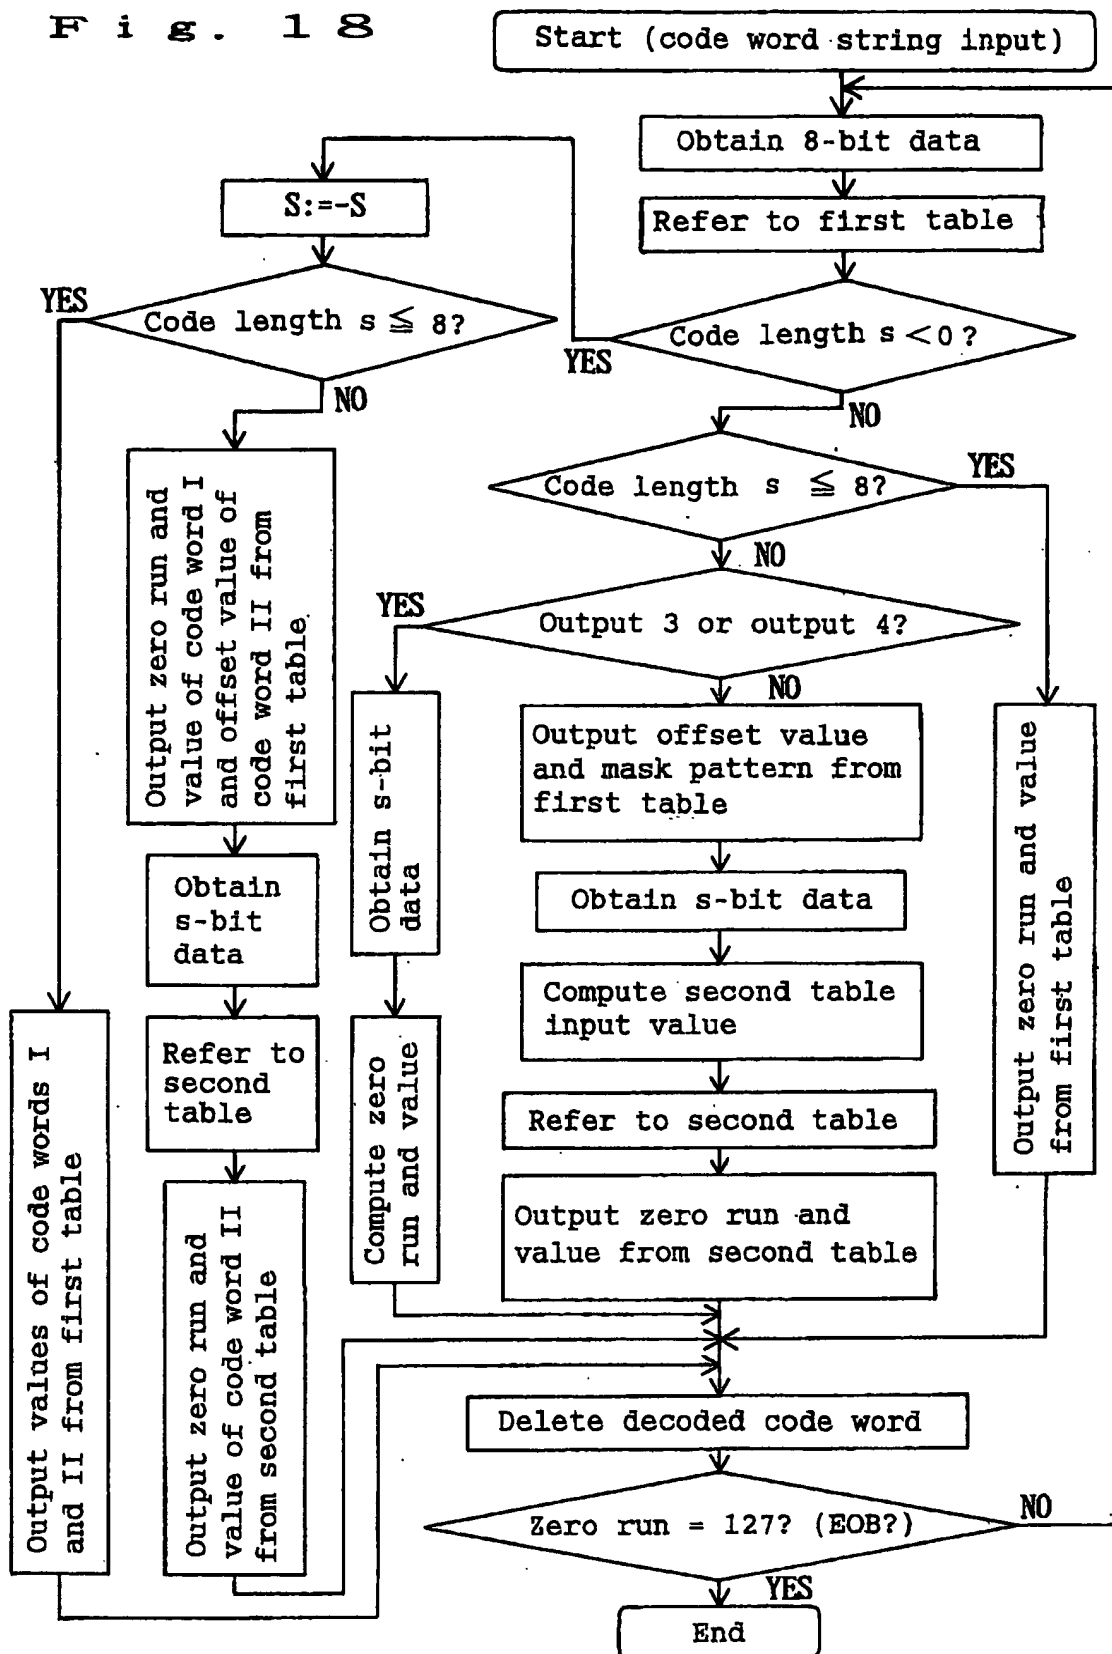 Fig. 18
Start (code word string input)
Obtain 8-bit data
Refer to first table
Code length s < 0 ?
YES
NO
S:=-S
Code length s ≦ 8?
YES
NO
Output zero run and
value of code word I
and offset value of
code word II from
first table
Obtain
s-bit
data
Refer to
second
table
Output zero run and
value of code word II
from second table
Output values of code words I
and II from first table
Code length s ≦ 8?
YES
NO
Output 3 or output 4?
YES
NO
Obtain s-bit
data
Compute zero
run and value
Output offset value
and mask pattern from
first table
Obtain s-bit data
Compute second table
input value
Refer to second table
Output zero run and
value from second table
Output zero run and value
from first table
Delete decoded code word
Zero run = 127? (EOB?)
NO
YES
End